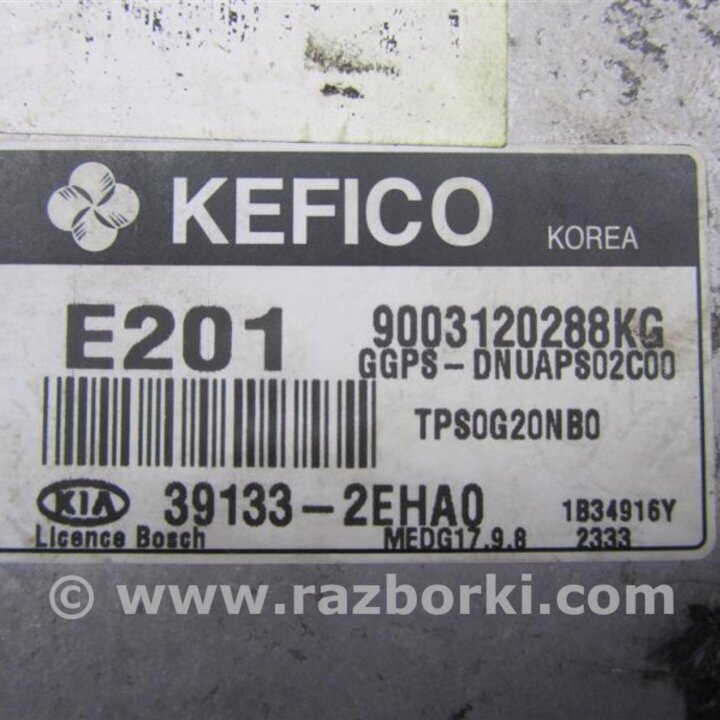 KEFICO KOREA
E201 9003120288KG
GGPS-DNUAPS02C00
TPS0G20NB0
KIA 39133-2EHA0 1B34916Y
Licence Bosch MEDG17.9.8 2333
© www.razborki.com